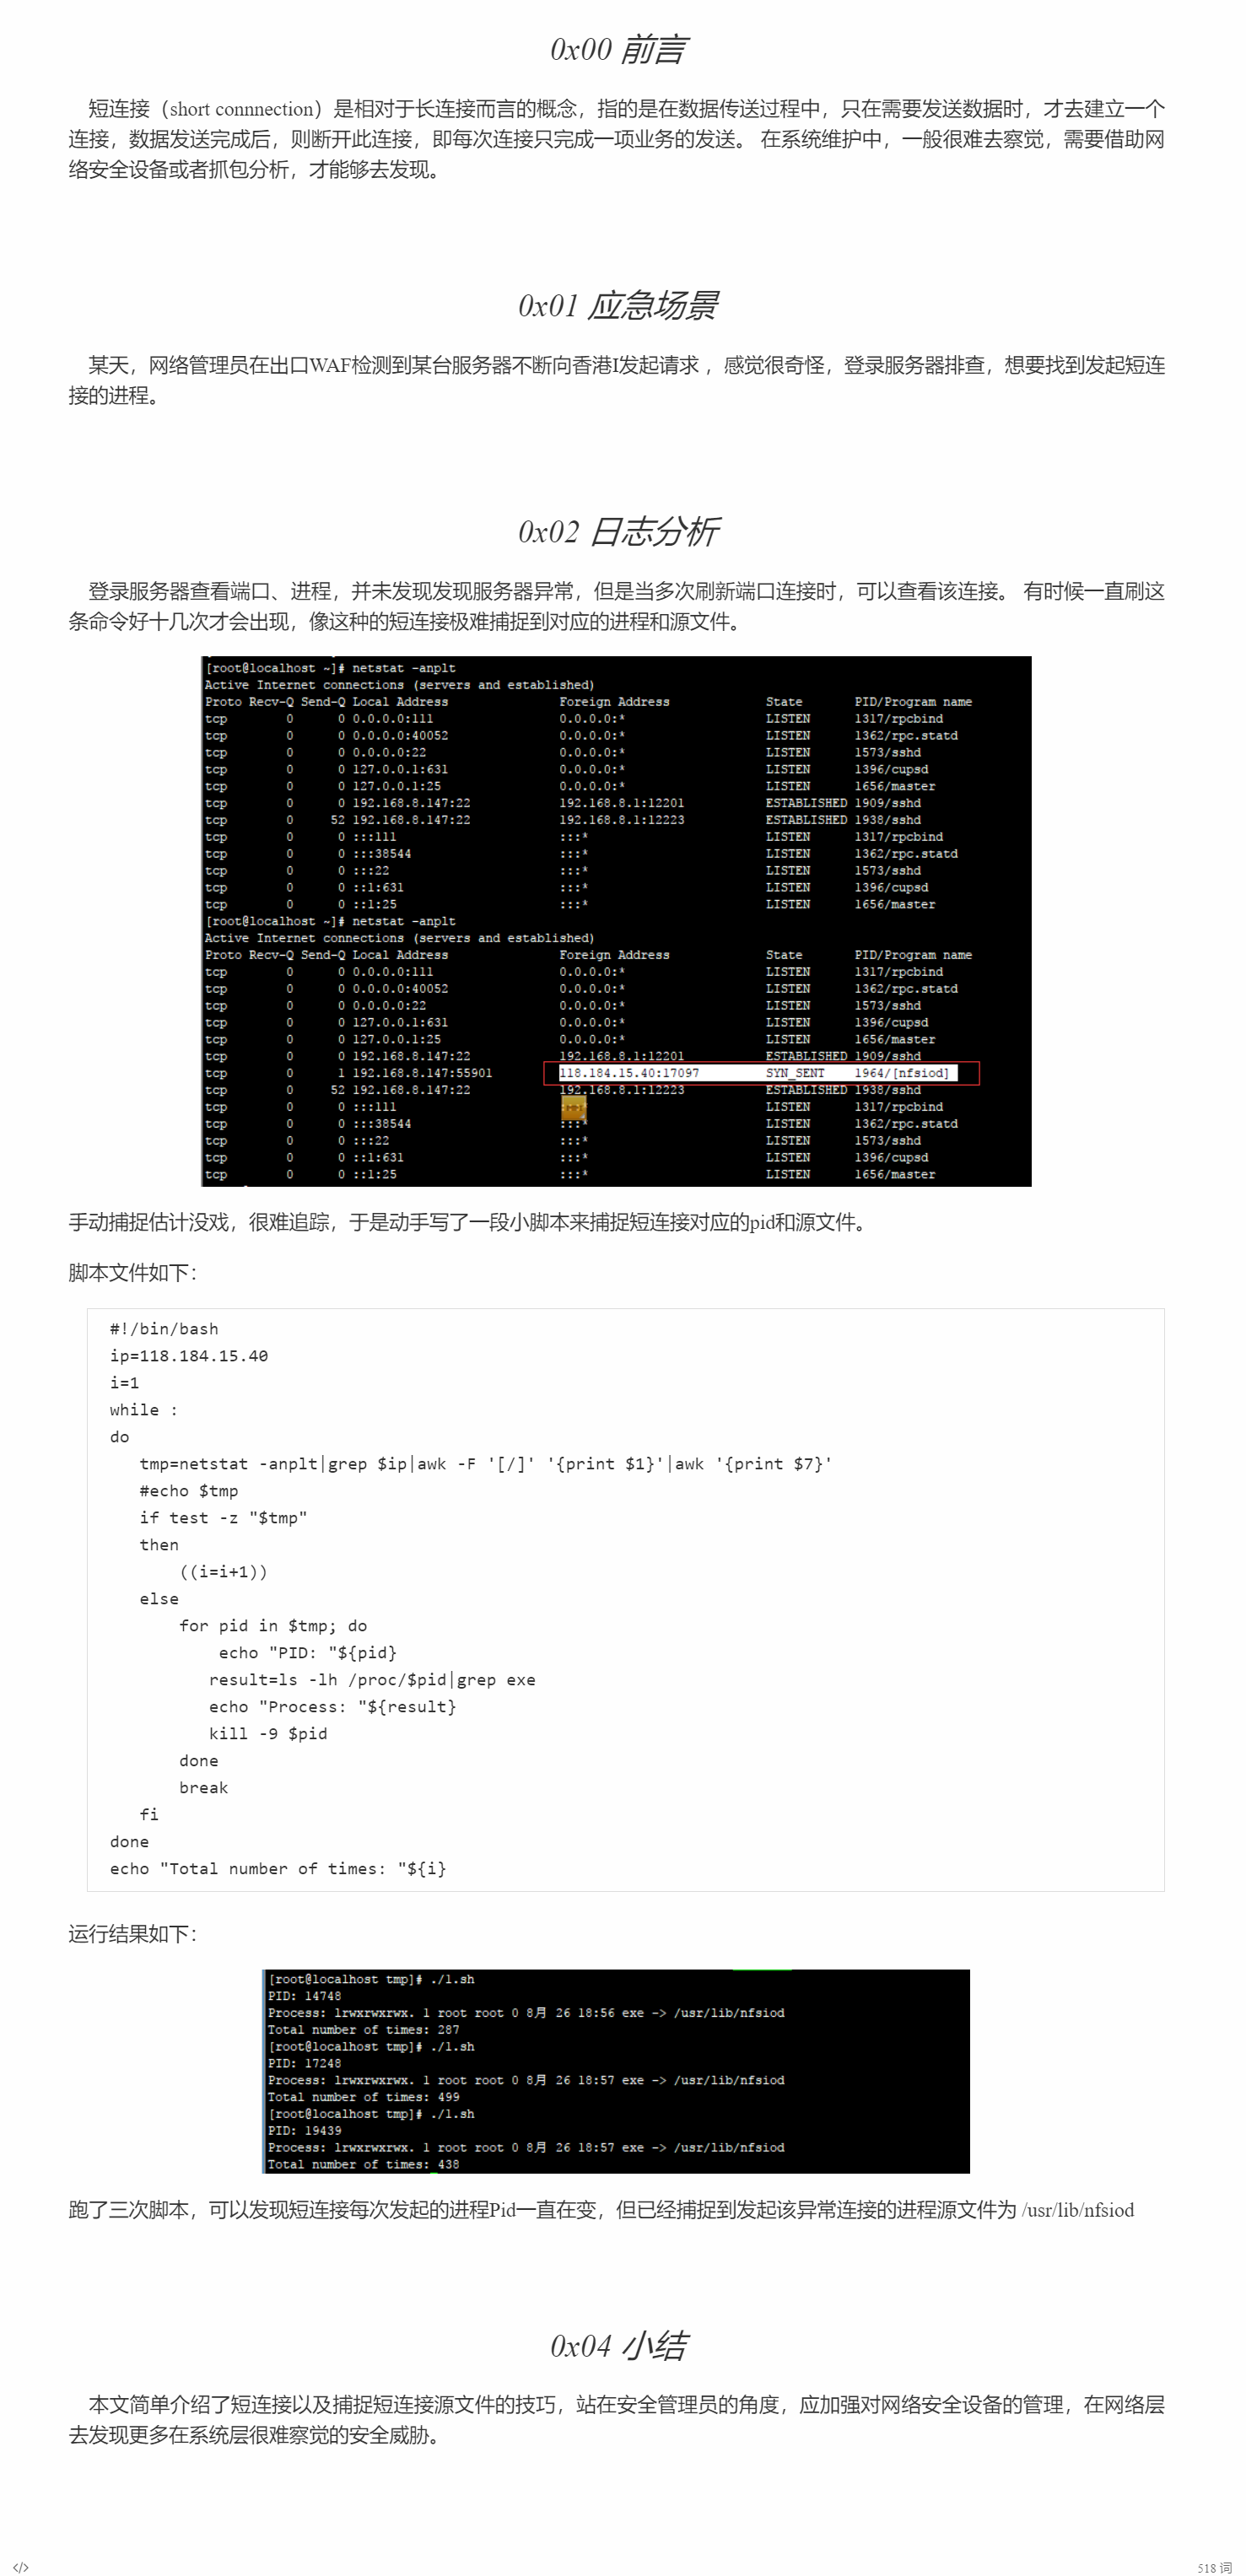 0x00 前言
短连接（short connnection）是相对于长连接而言的概念，指的是在数据传送过程中，只在需要发送数据时，才去建立一个
连接，数据发送完成后，则断开此连接，即每次连接只完成一项业务的发送。 在系统维护中，一般很难去察觉，需要借助网
络安全设备或者抓包分析，才能够去发现。
0x01 应急场景
某天，网络管理员在出口WAF检测到某台服务器不断向香港I发起请求 ，感觉很奇怪，登录服务器排查，想要找到发起短连
接的进程。
0x02 日志分析
登录服务器查看端口、进程，并未发现发现服务器异常，但是当多次刷新端口连接时，可以查看该连接。 有时候一直刷这
条命令好十几次才会出现，像这种的短连接极难捕捉到对应的进程和源文件。
[root@localhost ~]# netstat -anplt
Active Internet connections (servers and established)
Proto Recv-Q Send-Q Local Address Foreign Address State PID/Program name
tcp 0 0 0.0.0.0:111 0.0.0.0:* LISTEN 1317/rpcbind
tcp 0 0 0.0.0.0:40052 0.0.0.0:* LISTEN 1362/rpc.statd
tcp 0 0 0.0.0.0:22 0.0.0.0:* LISTEN 1573/sshd
tcp 0 0 127.0.0.1:631 0.0.0.0:* LISTEN 1396/cupsd
tcp 0 0 127.0.0.1:25 0.0.0.0:* LISTEN 1656/master
tcp 0 0 192.168.8.147:22 192.168.8.1:12201 ESTABLISHED 1909/sshd
tcp 0 52 192.168.8.147:22 192.168.8.1:12223 ESTABLISHED 1938/sshd
tcp 0 0 :::111 :::* LISTEN 1317/rpcbind
tcp 0 0 :::38544 :::* LISTEN 1362/rpc.statd
tcp 0 0 :::22 :::* LISTEN 1573/sshd
tcp 0 0 ::1:631 :::* LISTEN 1396/cupsd
tcp 0 0 ::1:25 :::* LISTEN 1656/master
[root@localhost ~]# netstat -anplt
Active Internet connections (servers and established)
Proto Recv-Q Send-Q Local Address Foreign Address State PID/Program name
tcp 0 0 0.0.0.0:111 0.0.0.0:* LISTEN 1317/rpcbind
tcp 0 0 0.0.0.0:40052 0.0.0.0:* LISTEN 1362/rpc.statd
tcp 0 0 0.0.0.0:22 0.0.0.0:* LISTEN 1573/sshd
tcp 0 0 127.0.0.1:631 0.0.0.0:* LISTEN 1396/cupsd
tcp 0 0 127.0.0.1:25 0.0.0.0:* LISTEN 1656/master
tcp 0 0 192.168.8.147:22 192.168.8.1:12201 ESTABLISHED 1909/sshd
tcp 0 1 192.168.8.147:55901 118.184.15.40:17097 SYN_SENT 1964/[nfsiod]
tcp 0 52 192.168.8.147:22 192.168.8.1:12223 ESTABLISHED 1938/sshd
tcp 0 0 :::111 LISTEN 1317/rpcbind
tcp 0 0 :::38544 :::* LISTEN 1362/rpc.statd
tcp 0 0 :::22 :::* LISTEN 1573/sshd
tcp 0 0 ::1:631 :::* LISTEN 1396/cupsd
tcp 0 0 ::1:25 :::* LISTEN 1656/master
手动捕捉估计没戏，很难追踪，于是动手写了一段小脚本来捕捉短连接对应的pid和源文件。
脚本文件如下：
#!/bin/bash
ip=118.184.15.40
i=1
while :
do
tmp=netstat -anplt|grep $ip|awk -F '[/]' '{print $1}'|awk '{print $7}'
#echo $tmp
if test -z "$tmp"
then
((i=i+1))
else
for pid in $tmp; do
echo "PID: "${pid}
result=ls -lh /proc/$pid|grep exe
echo "Process: "${result}
kill -9 $pid
done
break
fi
done
echo "Total number of times: "${i}
运行结果如下：
[root@localhost tmp]# ./1.sh
PID: 14748
Process: lrwxrwxrwx. 1 root root 0 8月 26 18:56 exe -> /usr/lib/nfsiod
Total number of times: 287
[root@localhost tmp]# ./1.sh
PID: 17248
Process: lrwxrwxrwx. 1 root root 0 8月 26 18:57 exe -> /usr/lib/nfsiod
Total number of times: 499
[root@localhost tmp]# ./1.sh
PID: 19439
Process: lrwxrwxrwx. 1 root root 0 8月 26 18:57 exe -> /usr/lib/nfsiod
Total number of times: 438
跑了三次脚本，可以发现短连接每次发起的进程Pid一直在变，但已经捕捉到发起该异常连接的进程源文件为 /usr/lib/nfsiod
0x04 小结
本文简单介绍了短连接以及捕捉短连接源文件的技巧，站在安全管理员的角度，应加强对网络安全设备的管理，在网络层
去发现更多在系统层很难察觉的安全威胁。
</>
518 词